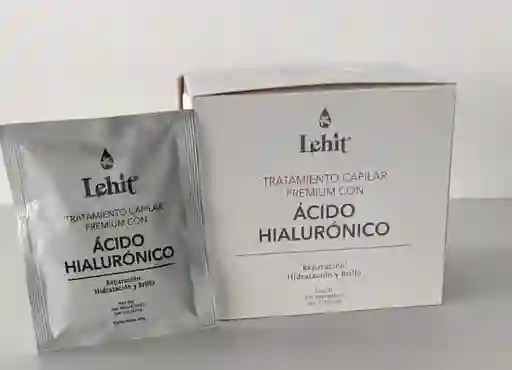 Lehit
TRATAMIENTO CAPILAR
PREMIUM CON
ÁCIDO
HIALURÓNICO
Reparación
Hidratación y Brillo
Lehit
TRATAMIENTO CAPILAR
PREMIUM CON
ÁCIDO
HIALURÓNICO
Reparación
Hidratación y Brillo